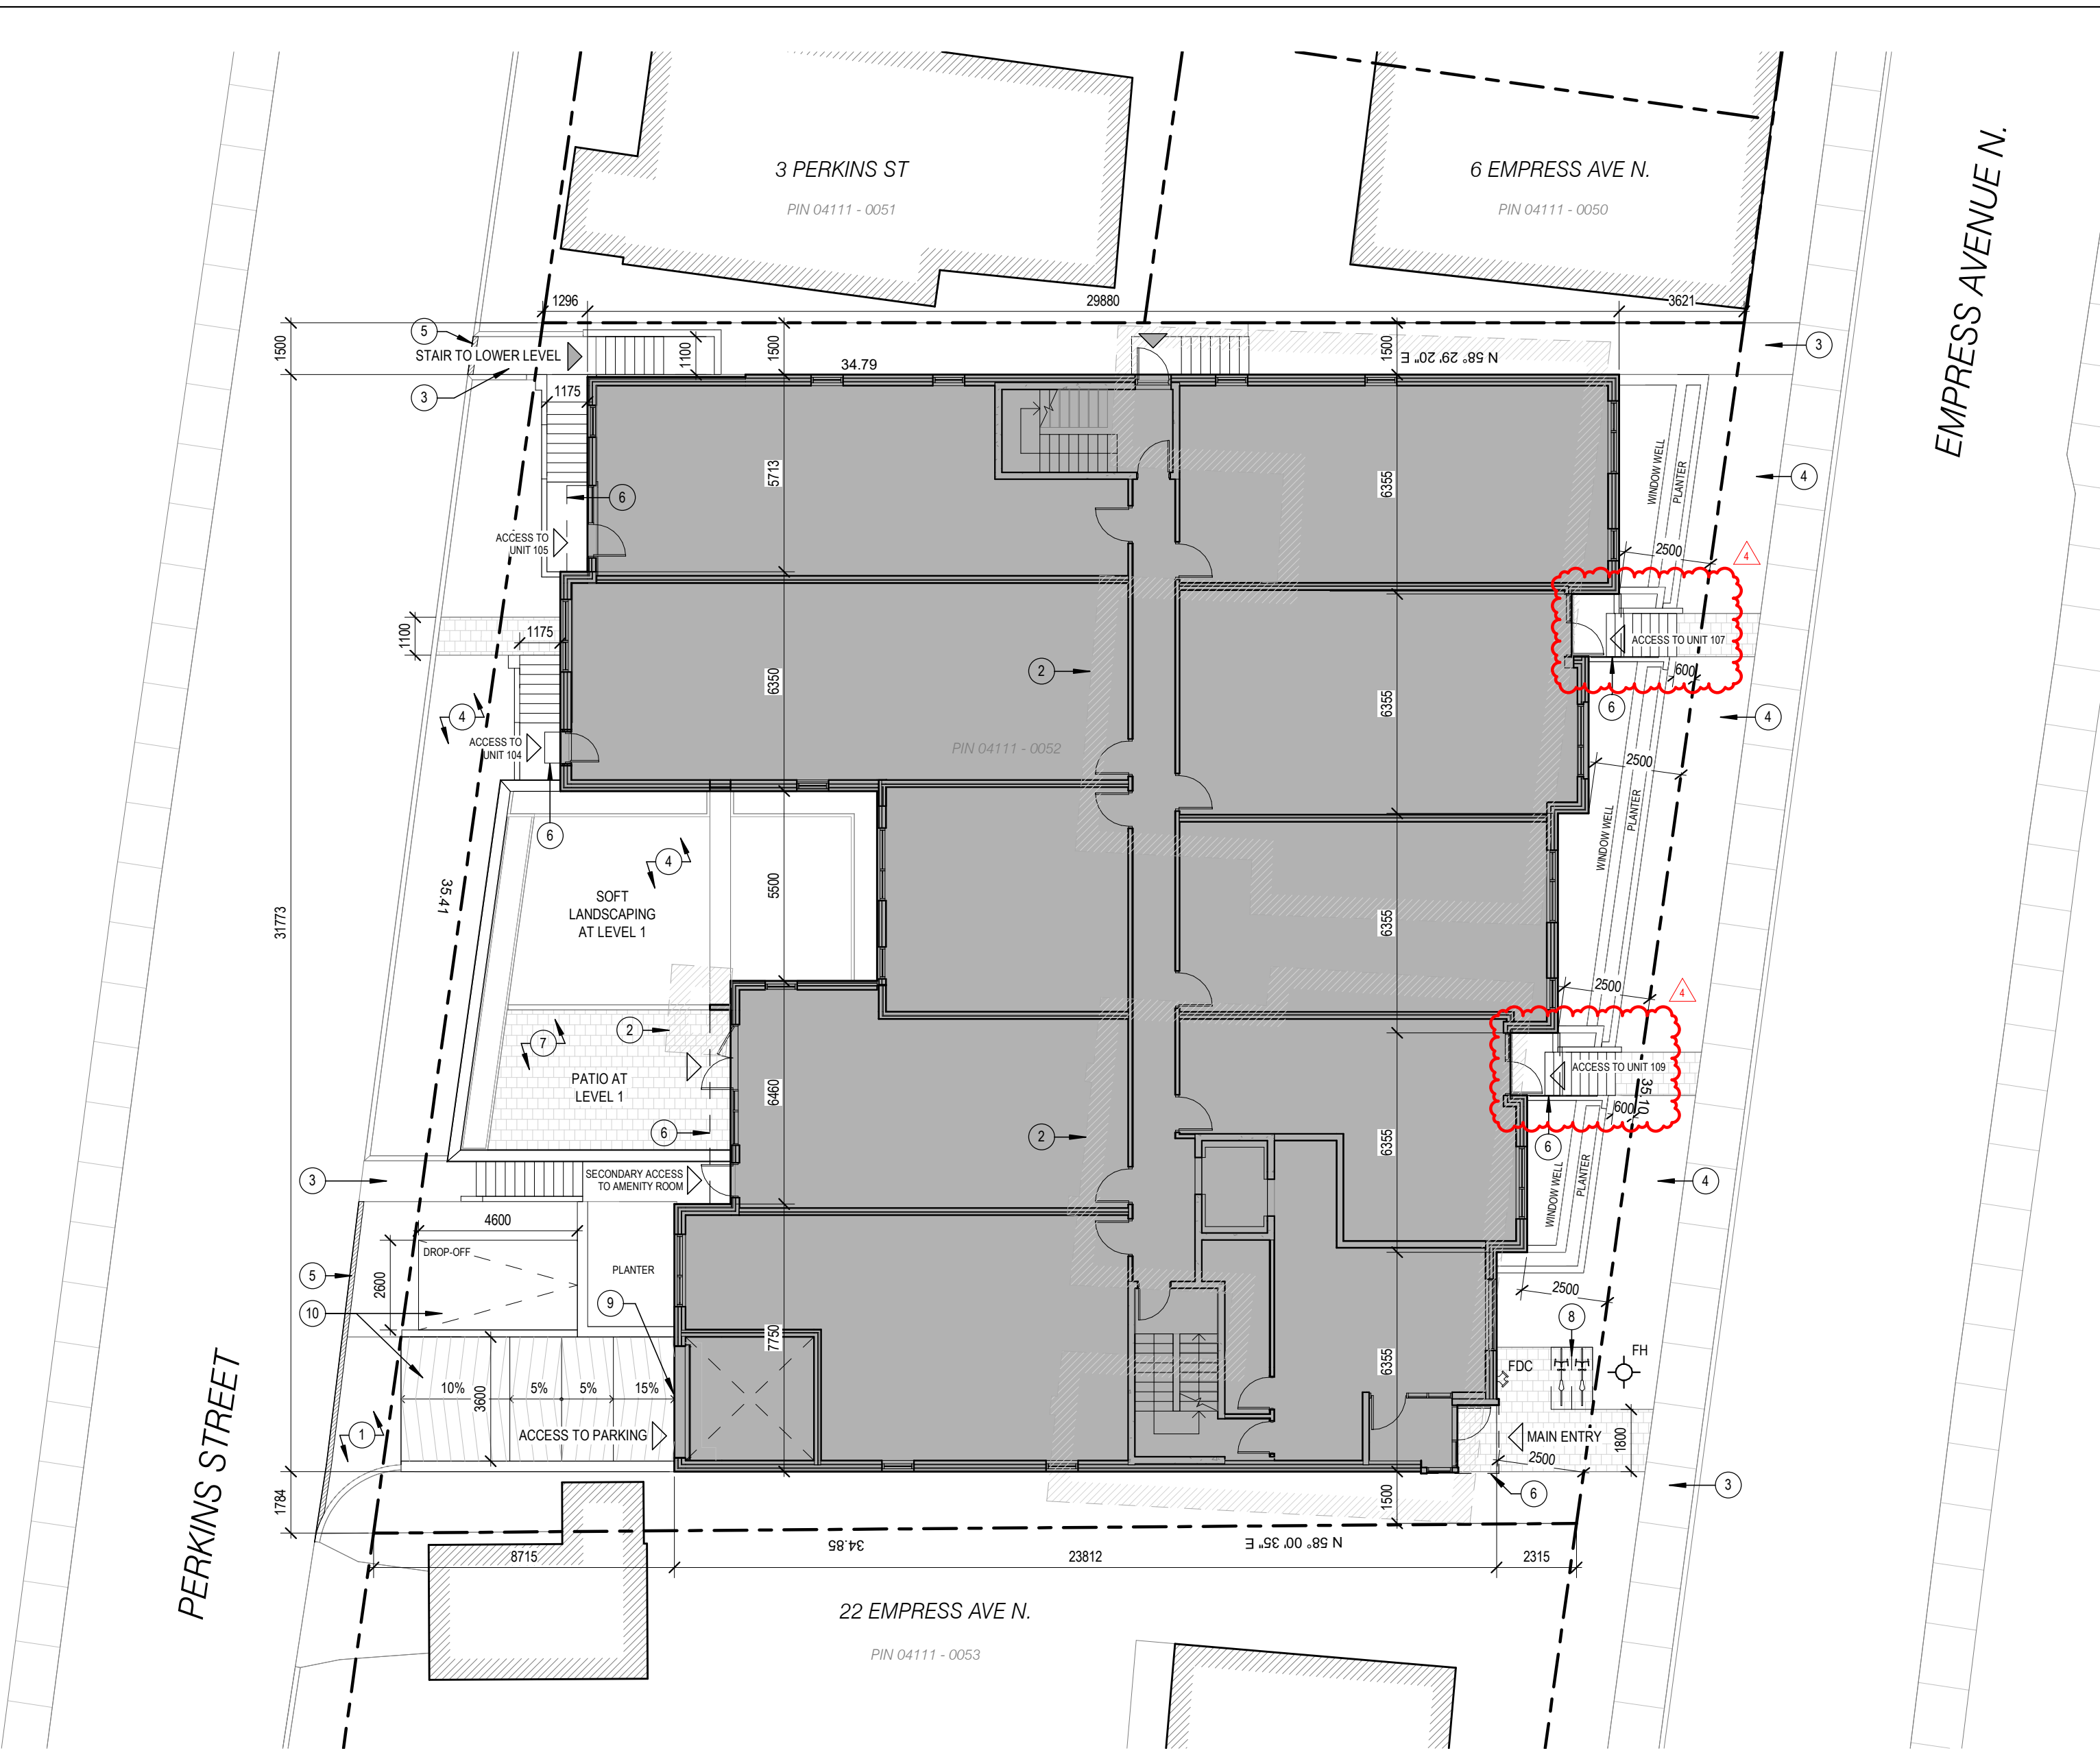 3 PERKINS ST
PIN 04111 - 0051
6 EMPRESS AVE N.
PIN 04111 - 0050
EMPRESS AVENUE N.
1296
29880
3621
5
STAIR TO LOWER LEVEL
3
1500
1100
1500
34.79
1500
N 58° 29' 20" E
3
1175
4
5713
6355
WINDOW WELL
PLANTER
6
ACCESS TO
UNIT 105
2500
4
1100
1175
ACCESS TO UNIT 107
600
2
6350
6355
6
4
4
ACCESS TO
UNIT 104
PIN 04111 - 0052
2500
6
4
WINDOW WELL
PLANTER
35.41
SOFT
LANDSCAPING
AT LEVEL 1
5500
6355
31773
2500
4
2
7
PATIO AT
LEVEL 1
ACCESS TO UNIT 109
35.10
600
6460
6
2
6355
6
3
SECONDARY ACCESS
TO AMENITY ROOM
WINDOW WELL
PLANTER
4
4600
DROP-OFF
2600
5
10
PLANTER
9
2500
8
FH
FDC
7750
6355
10%
5%
5%
15%
3600
1
ACCESS TO PARKING
MAIN ENTRY
1800
2500
3
6
1784
1500
PERKINS STREET
34.85
N 58° 00' 35" E
8715
23812
2315
22 EMPRESS AVE N.
PIN 04111 - 0053